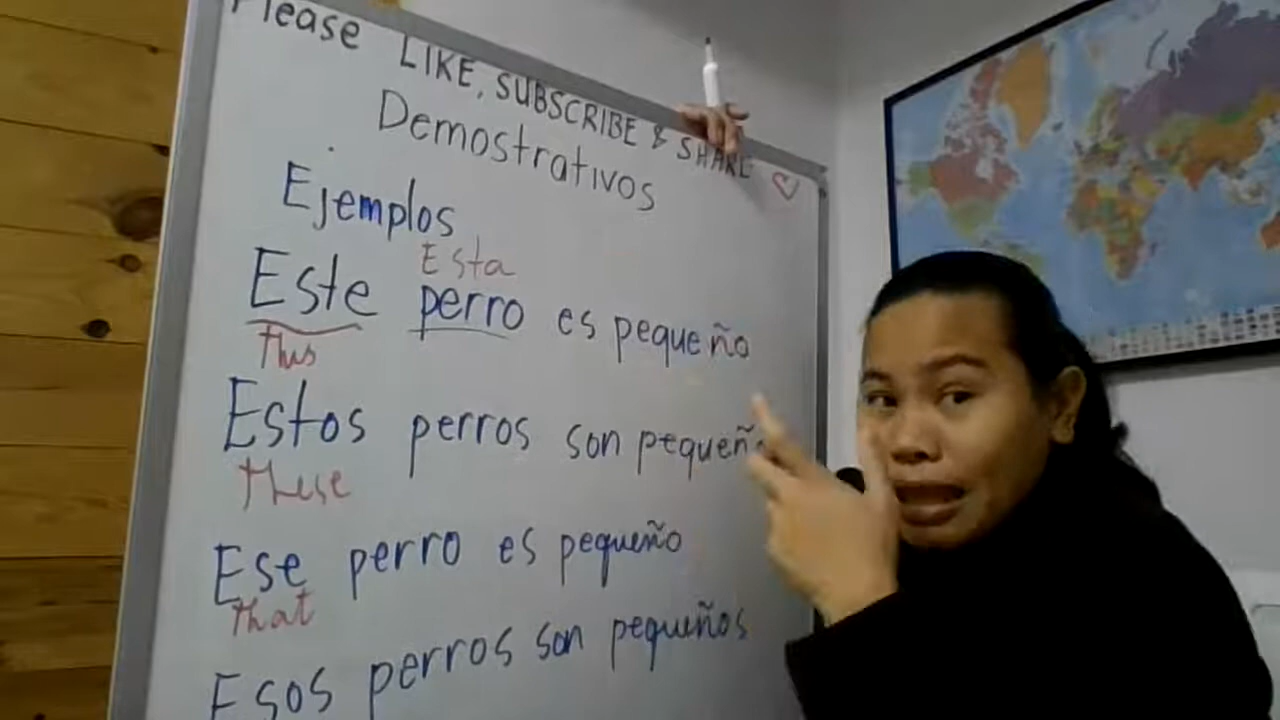 Please LIKE, SUBSCRIBE & SHARE
Demostrativos
Ejemplos
Esta
Este perro es pequeño
this
Estos perros son pequeñ
these
Ese perro es pequeño
that
Esos perros son pequeños